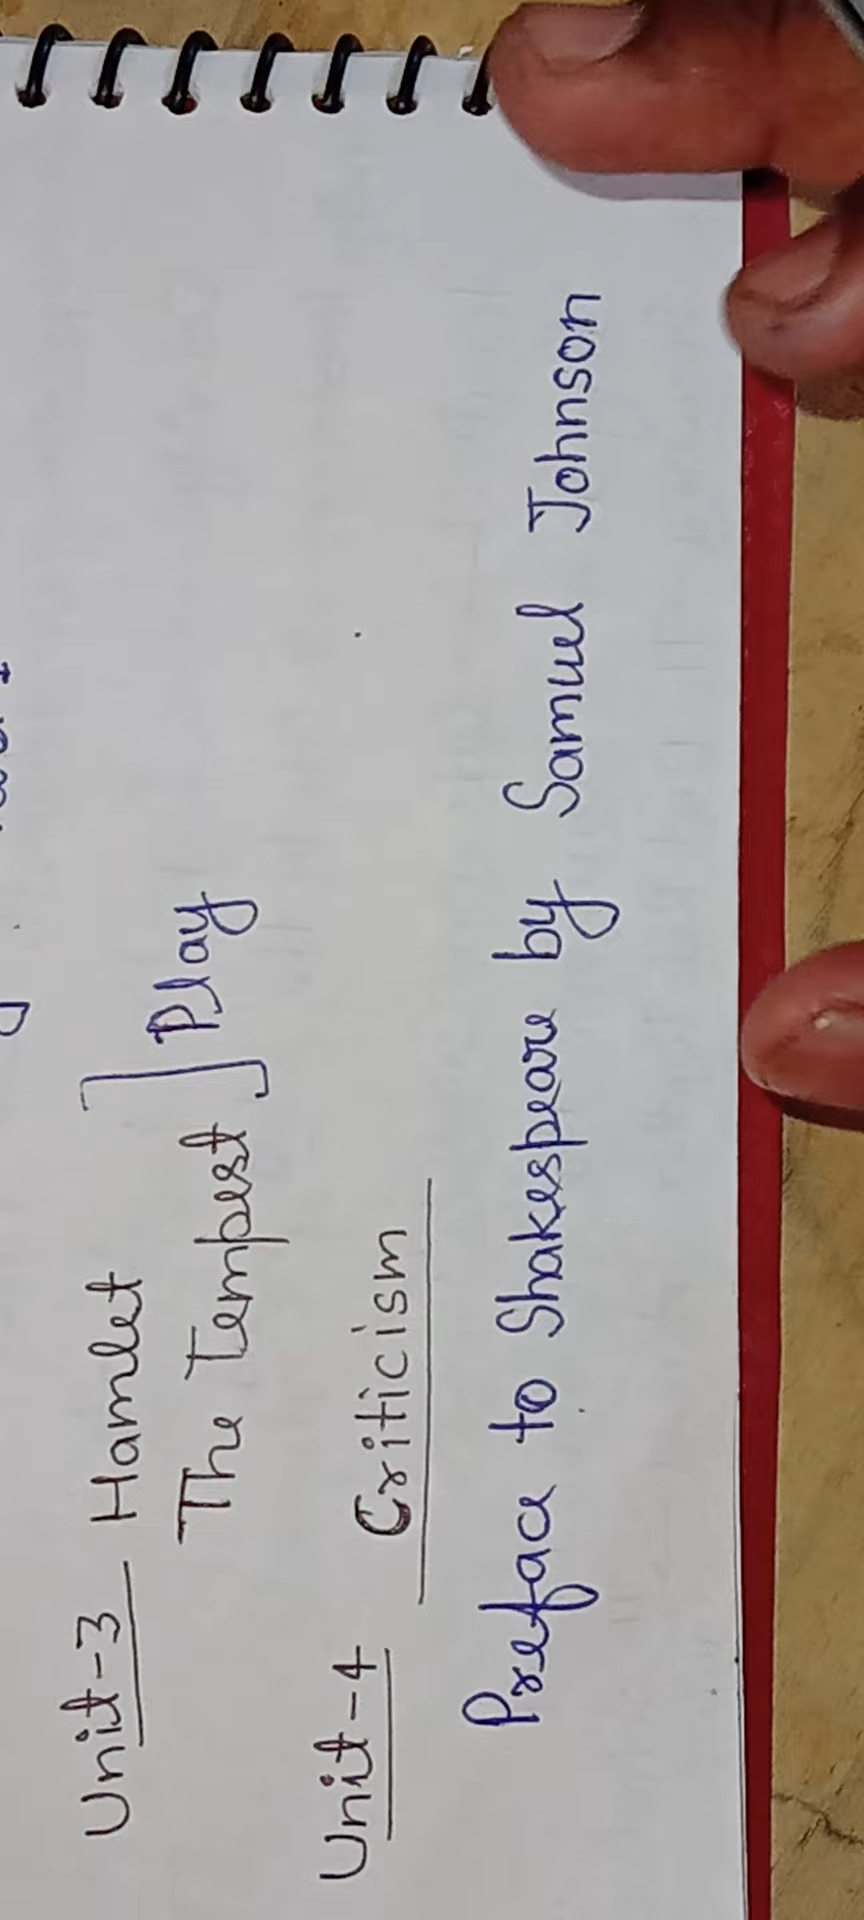 Unit-3 Hamlet
The Tempest ] Play
Unit-4 Criticism
Preface to Shakespeare by Samuel Johnson